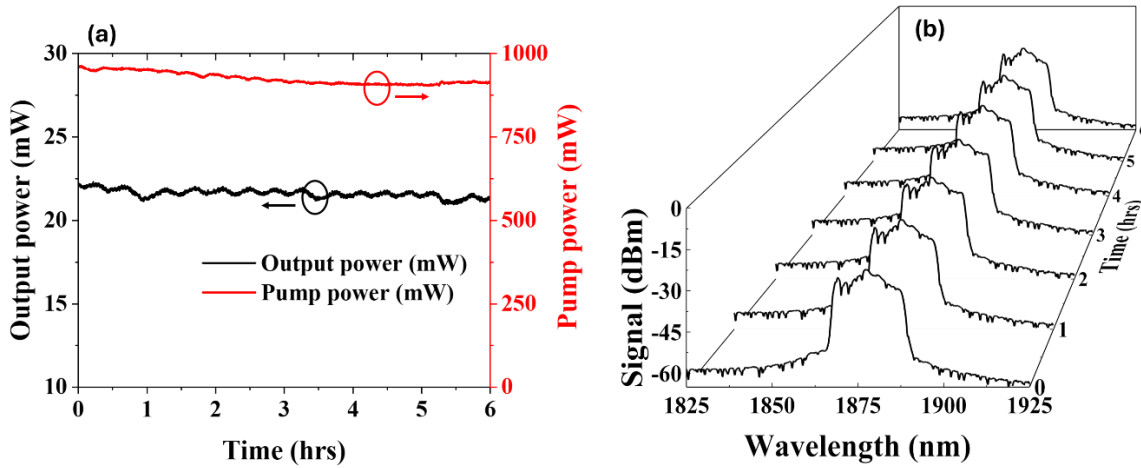 (a)
30
25
20
15
10
Output power (mW)
0 1 2 3 4 5 6
Time (hrs)
1000
750
500
250
0
Pump power (mW)
Output power (mW)
Pump power (mW)
(b)
0
-15
-30
-45
-60
Signal (dBm)
1825 1850 1875 1900 1925
Wavelength (nm)
0
1
2
3
4
5
Time (hrs)